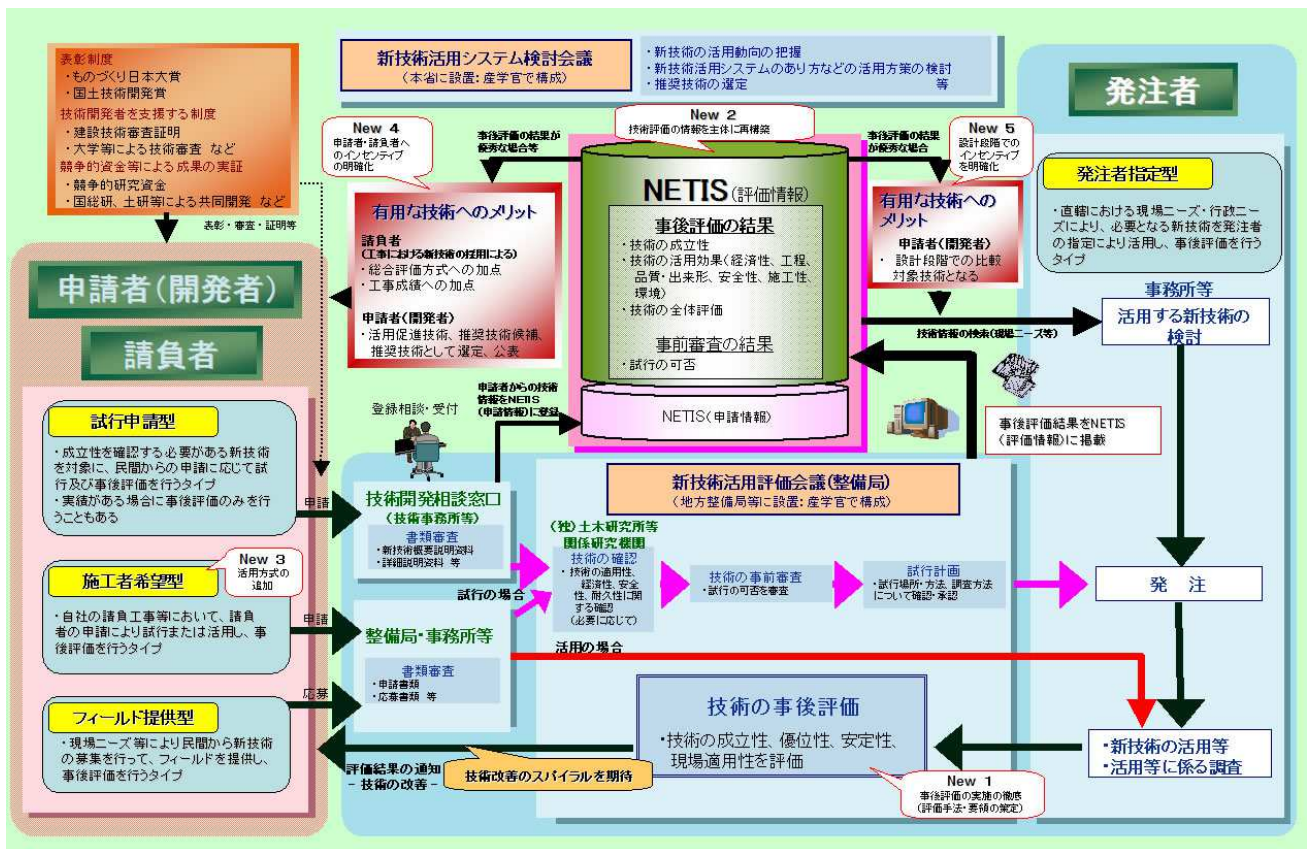 表彰制度
・ものづくり日本大賞
・国土技術開発賞
技術開発者を支援する制度
・建設技術審査証明
・大学等による技術審査 など
競争的資金等による成果の実証
・競争的研究資金
・国総研、土研等による共同開発 など
表彰・審査・証明等
新技術活用システム検討会議
(本省に設置:産学官で構成)
・新技術の活用動向の把握
・新技術活用システムのあり方などの活用方策の検討
・推奨技術の選定 等
発注者
New 4
申請者・請負者へ
のインセンティブ
の明確化
事後評価の結果が
優秀な場合等
New 2
技術評価の情報を主体に再構築
事後評価の結果
が優秀な場合
New 5
設計段階での
インセンティブ
を明確化
有用な技術へのメリット
請負者
(工事における新技術の採用による)
・総合評価方式への加点
・工事成績への加点
申請者(開発者)
・活用促進技術、推奨技術候補、
推奨技術として選定、公表
NETIS(評価情報)
事後評価の結果
・技術の成立性
・技術の活用効果(経済性、工程、
品質・出来形、安全性、施工性、
環境)
・技術の全体評価
事前審査の結果
・試行の可否
NETIS(申請情報)
有用な技術への
メリット
申請者(開発者)
・ 設計段階での比較
対象技術となる
発注者指定型
・直轄における現場ニーズ・行政ニー
ズにより、必要となる新技術を発注者
の指定により活用し、事後評価を行う
タイプ
事務所等
活用する新技術の
検討
技術情報の検索(現場ニーズ等)
申請者(開発者)
請負者
申請者からの技術
情報をNETIS
(申請情報)に登録
登録相談・受付
事後評価結果をNETIS
(評価情報)に掲載
試行申請型
・成立性を確認する必要がある新技術
を対象に、民間からの申請に応じて試
行及び事後評価を行うタイプ
・実績がある場合に事後評価のみを行
うこともある
申請
技術開発相談窓口
(技術事務所等)
書類審査
・新技術概要説明資料
・詳細説明資料 等
試行の場合
新技術活用評価会議(整備局)
(地方整備局等に設置:産学官で構成)
(独)土木研究所等
関係研究機関
技術の確認
・技術の適用性、
経済性、安全
性、耐久性に関
する確認
(必要に応じて)
技術の事前審査
・試行の可否を審査
試行計画
・試行場所・方法、調査方法
について確認・承認
発 注
New 3
活用方式の
追加
施工者希望型
・自社の請負工事等において、請負
者の申請により試行または活用し、事
後評価を行うタイプ
申請
整備局・事務所等
書類審査
・申請書類
・応募書類 等
活用の場合
応募
フィールド提供型
・現場ニーズ等により民間から新技術
の募集を行って、フィールドを提供し、
事後評価を行うタイプ
評価結果の通知
- 技術の改善 -
技術改善のスパイラルを期待
技術の事後評価
・技術の成立性、優位性、安定性、
現場適用性を評価
New 1
事後評価の実施の徹底
(評価手法・要領の策定)
・新技術の活用等
・活用等に係る調査